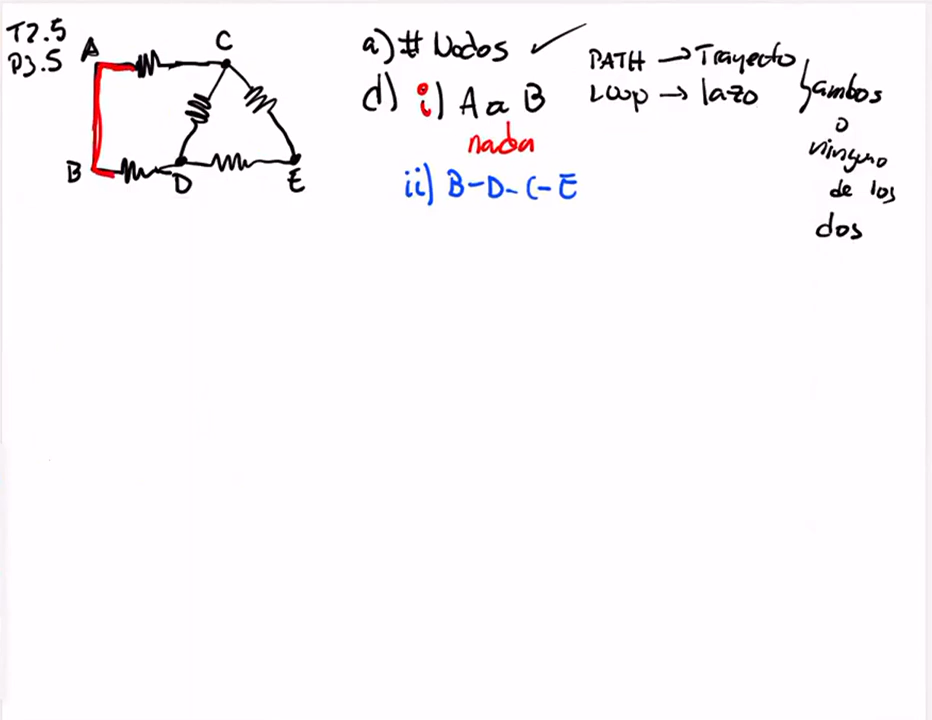 T2.5
P3.5
A
C
B
D
E
a) # Nodos ✓
d) i) A a B
nada
ii) B-D-C-E
PATH → Trayecto
Loop → lazo
ambos
o
ninguno
de los
dos